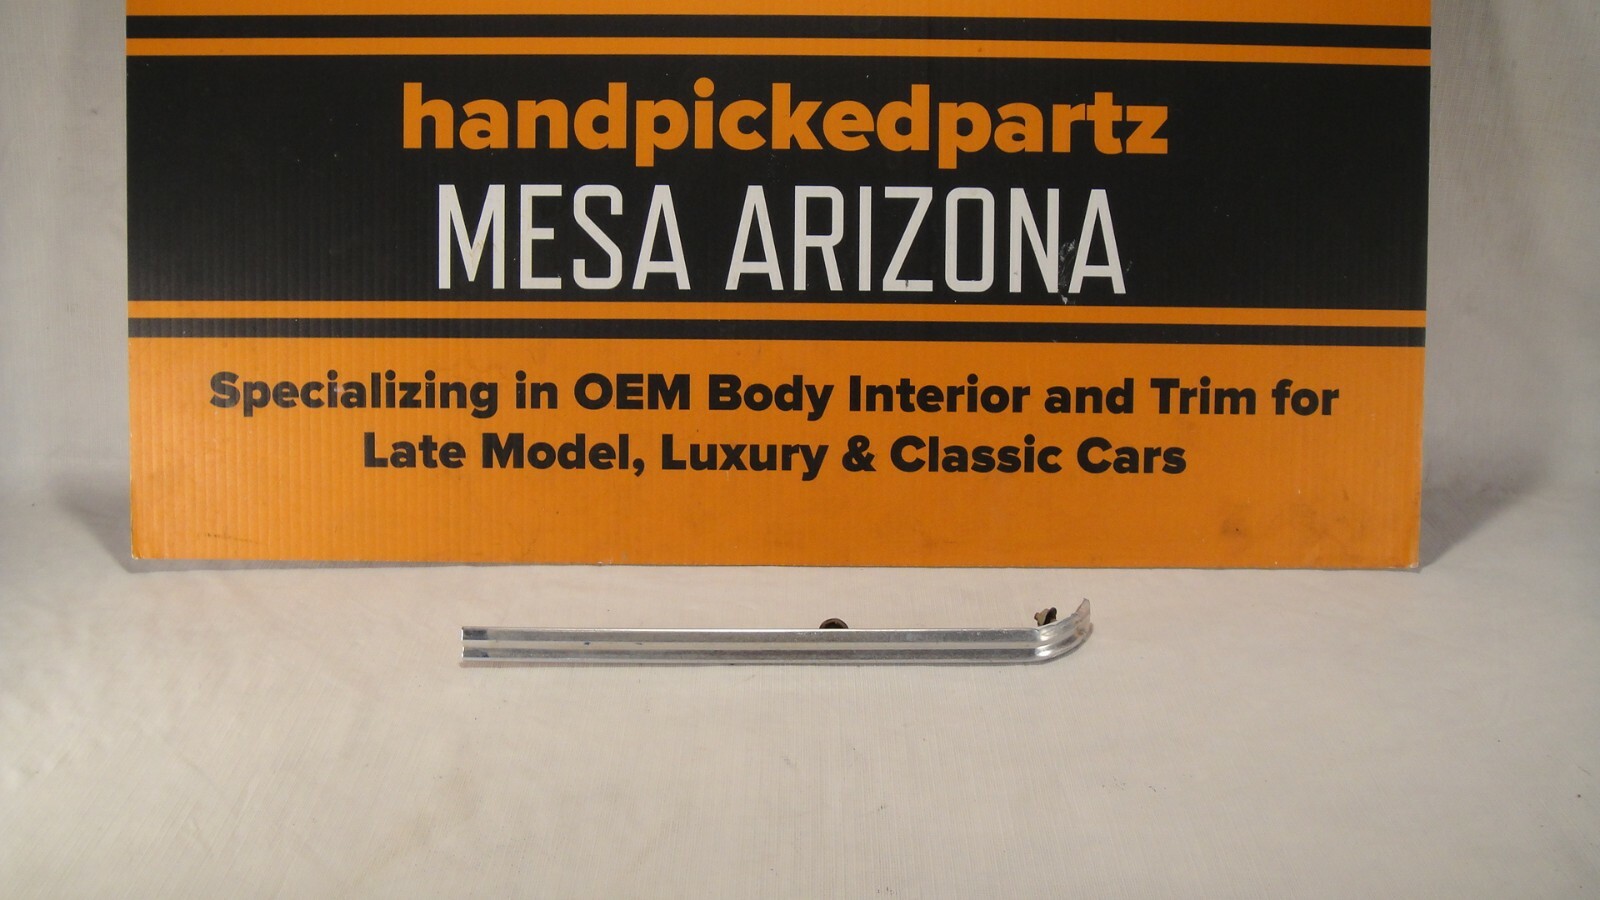 handpickedpartz
MESA ARIZONA
Specializing in OEM Body Interior and Trim for
Late Model, Luxury & Classic Cars